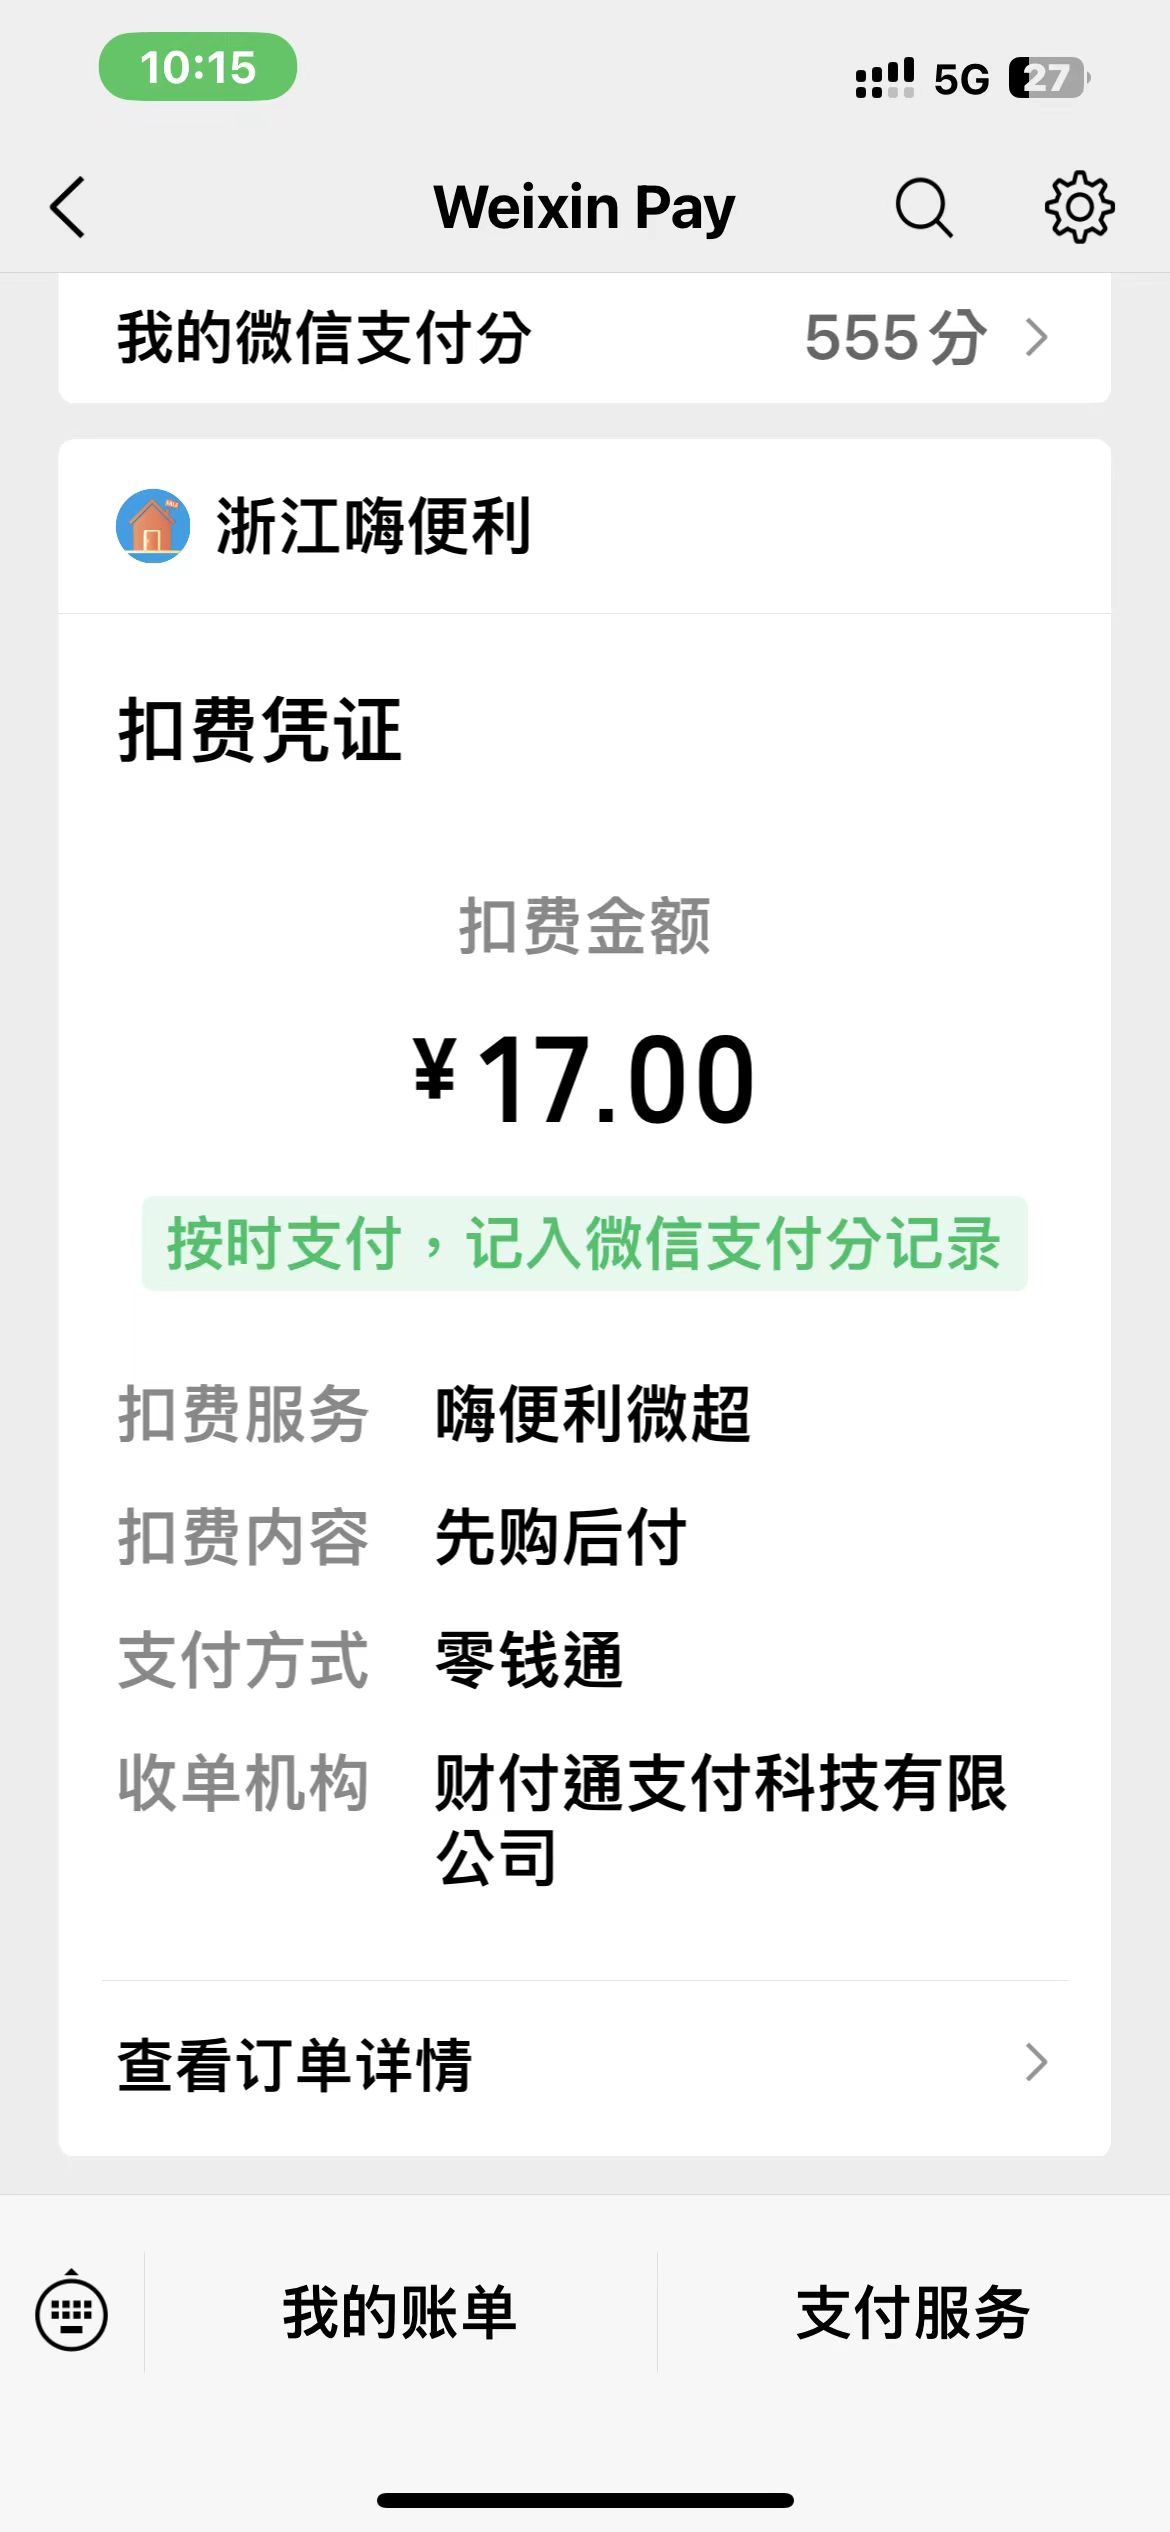 10:15
5G 27
Weixin Pay
我的微信支付分 555分
浙江嗨便利
扣费凭证
扣费金额
¥17.00
按时支付，记入微信支付分记录
扣费服务 嗨便利微超
扣费内容 先购后付
支付方式 零钱通
收单机构 财付通支付科技有限
公司
查看订单详情
我的账单 支付服务